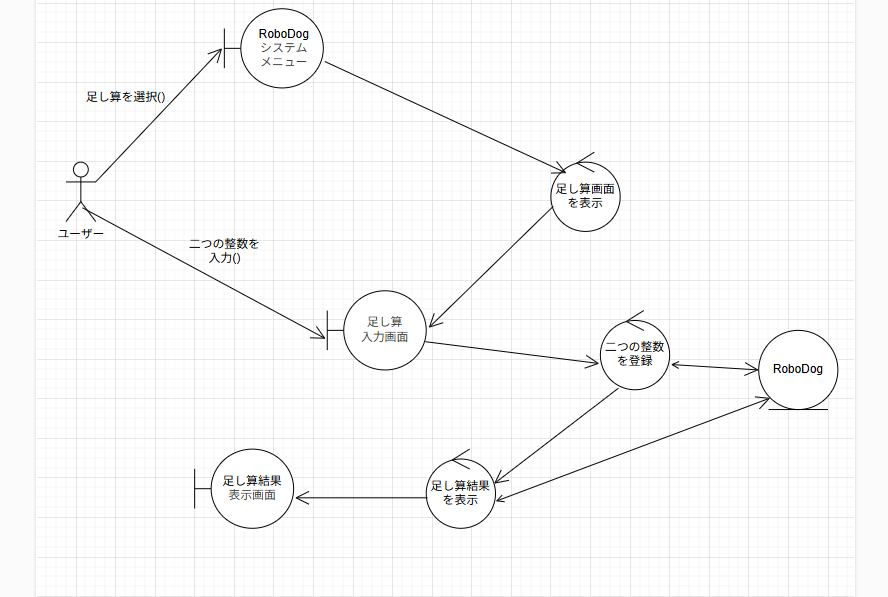 RoboDog
システム
メニュー
足し算を選択()
足し算画面
を表示
ユーザー
二つの整数を
入力()
足し算
入力画面
二つの整数
を登録
RoboDog
足し算結果
表示画面
足し算結果
を表示